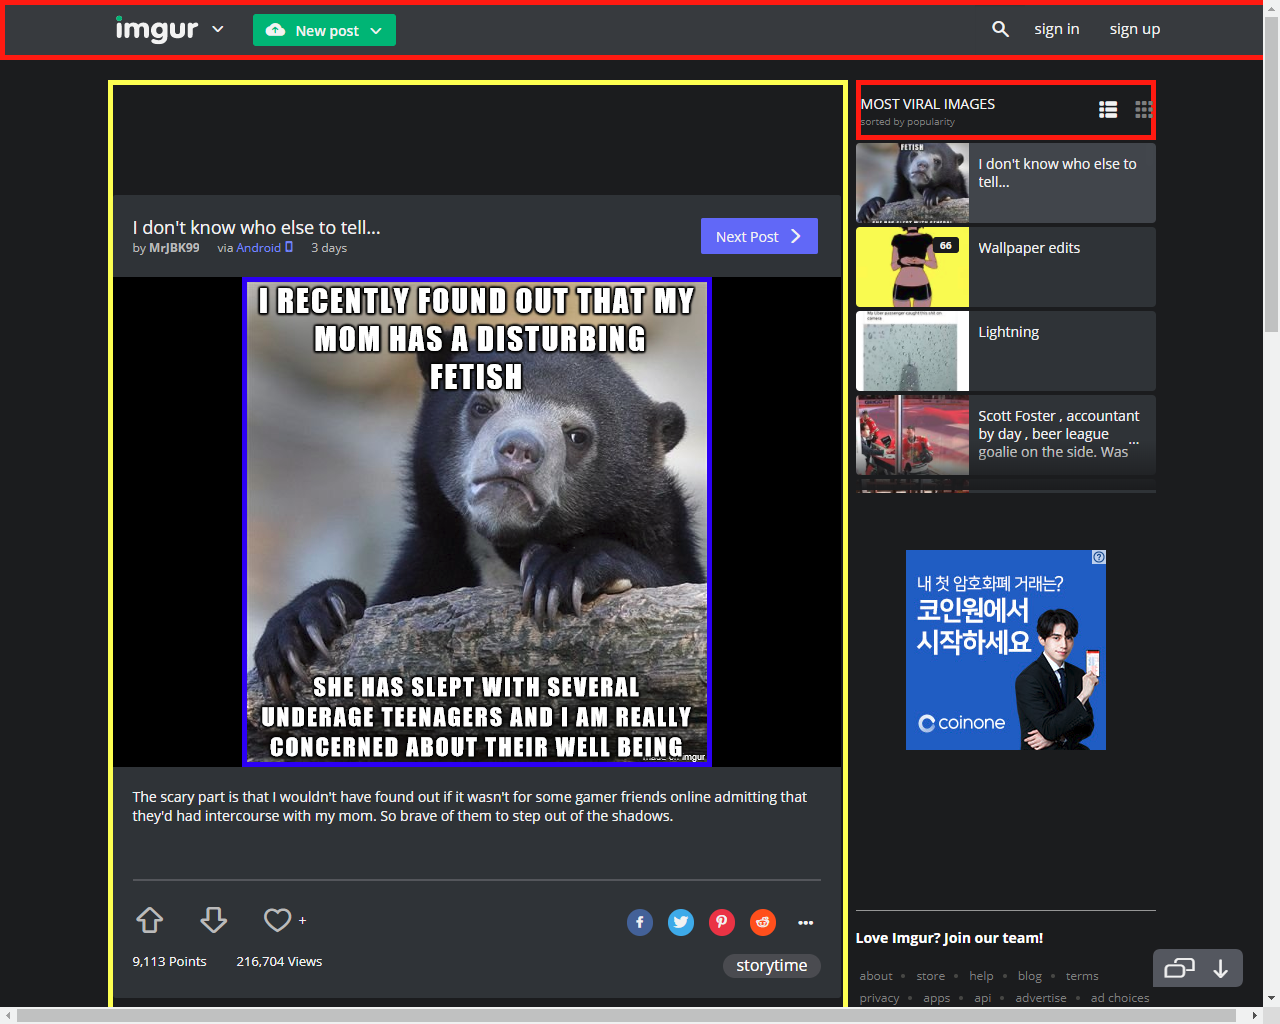 imgur
New post
sign in
sign up
MOST VIRAL IMAGES
sorted by popularity
I don't know who else to tell...
by MrJBK99 via Android 3 days
Next Post
I RECENTLY FOUND OUT THAT MY
MOM HAS A DISTURBING
FETISH
SHE HAS SLEPT WITH SEVERAL
UNDERAGE TEENAGERS AND I AM REALLY
CONCERNED ABOUT THEIR WELL BEING
imgur
The scary part is that I wouldn't have found out if it wasn't for some gamer friends online admitting that
they'd had intercourse with my mom. So brave of them to step out of the shadows.
+
9,113 Points 216,704 Views
storytime
FETISH
I don't know who else to
tell...
66
Wallpaper edits
Lightning
Scott Foster , accountant
by day , beer league ...
goalie on the side. Was
내 첫 암호화폐 거래는?
코인원에서
시작하세요
coinone
Love Imgur? Join our team!
about • store • help • blog • terms
privacy • apps • api • advertise • ad choices